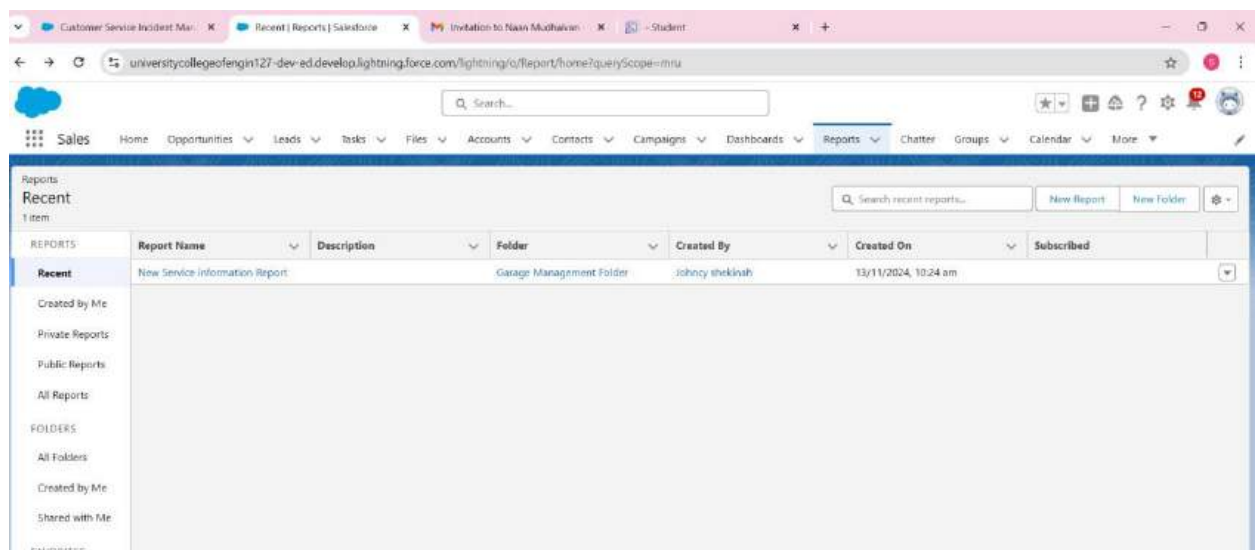 Customer Service Incident Mar Recent | Reports | Salesforce Invitation to Naan Mudhalvan - Student
universitycollegeofengin127-dev-ed.develop.lightning.force.com/lightning/o/Report/home?queryScope=mru
Search...
12
Sales Home Opportunities Leads Tasks Files Accounts Contacts Campaigns Dashboards Reports Chatter Groups Calendar More
Reports
Recent
1 item
Search recent reports...
New Report New Folder
REPORTS Report Name Description Folder Created By Created On Subscribed
Recent New Service information Report Garage Management Folder Johncy shekinah 13/11/2024, 10:24 am
Created by Me
Private Reports
Public Reports
All Reports
FOLDERS
All Folders
Created by Me
Shared with Me